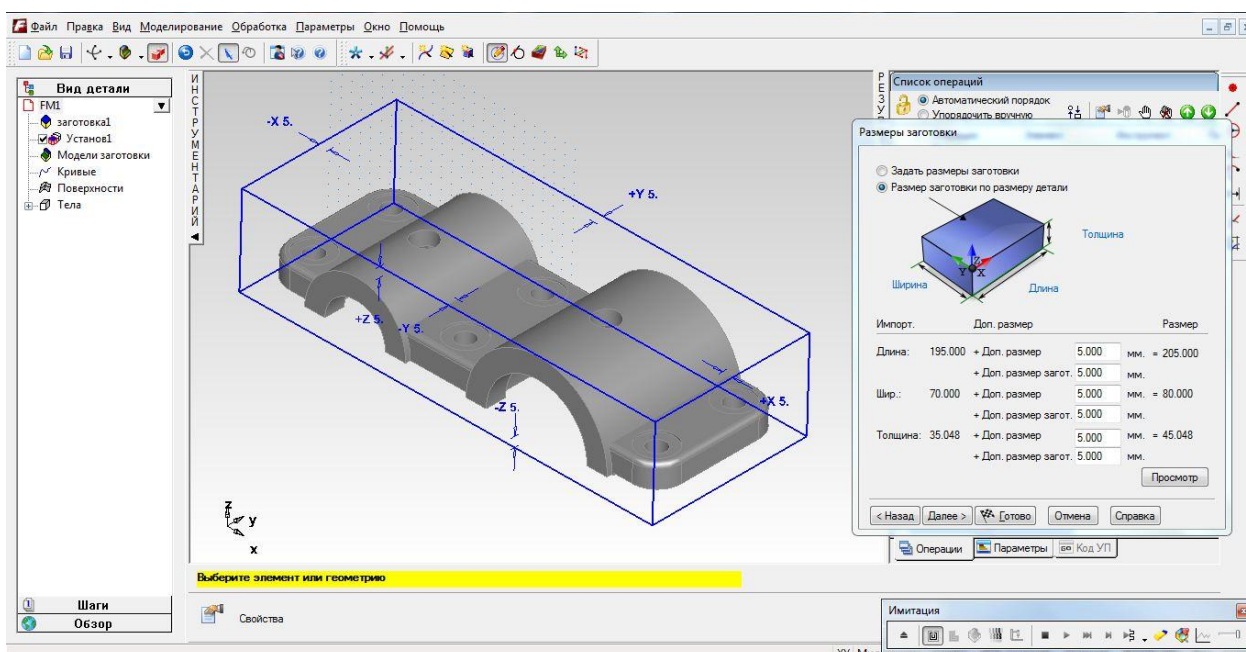 Файл Правка Вид Моделирование Обработка Параметры Окно Помощь
Вид детали
FM1
заготовка1
Установ1
Модели заготовки
Кривые
Поверхности
Тела
Шаги
Обзор
ИНСТРУМЕНТАРИЙ
-X 5.
+Y 5.
+Z 5.
-Y 5.
+X 5.
-Z 5.
z
y
x
Выберите элемент или геометрию
Свойства
Список операций
Автоматический порядок
Упорядочить вручную
Размеры заготовки
Задать размеры заготовки
Размер заготовки по размеру детали
Толщина
Z
Y X
Ширина
Длина
Импорт. Доп. размер Размер
Длина: 195.000 + Доп. размер 5.000 мм. = 205.000
+ Доп. размер загот. 5.000 мм.
Шир.: 70.000 + Доп. размер 5.000 мм. = 80.000
+ Доп. размер загот. 5.000 мм.
Толщина: 35.048 + Доп. размер 5.000 мм. = 45.048
+ Доп. размер загот. 5.000 мм.
Просмотр
< Назад Далее > Готово Отмена Справка
Операции Параметры Код УП
Имитация